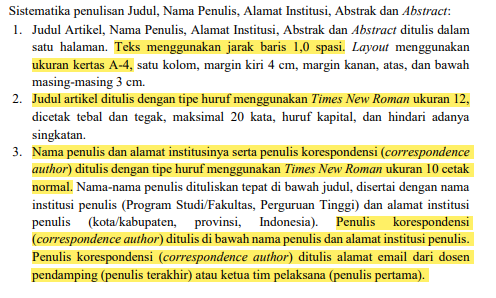 Sistematika penulisan Judul, Nama Penulis, Alamat Institusi, Abstrak dan Abstract:
1. Judul Artikel, Nama Penulis, Alamat Institusi, Abstrak dan Abstract ditulis dalam
satu halaman. Teks menggunakan jarak baris 1,0 spasi. Layout menggunakan
ukuran kertas A-4, satu kolom, margin kiri 4 cm, margin kanan, atas, dan bawah
masing-masing 3 cm.
2. Judul artikel ditulis dengan tipe huruf menggunakan Times New Roman ukuran 12,
dicetak tebal dan tegak, maksimal 20 kata, huruf kapital, dan hindari adanya
singkatan.
3. Nama penulis dan alamat institusinya serta penulis korespondensi (correspondence
author) ditulis dengan tipe huruf menggunakan Times New Roman ukuran 10 cetak
normal. Nama-nama penulis dituliskan tepat di bawah judul, disertai dengan nama
institusi penulis (Program Studi/Fakultas, Perguruan Tinggi) dan alamat institusi
penulis (kota/kabupaten, provinsi, Indonesia). Penulis korespondensi
(correspondence author) ditulis di bawah nama penulis dan alamat institusi penulis.
Penulis korespondensi (correspondence author) ditulis alamat email dari dosen
pendamping (penulis terakhir) atau ketua tim pelaksana (penulis pertama).